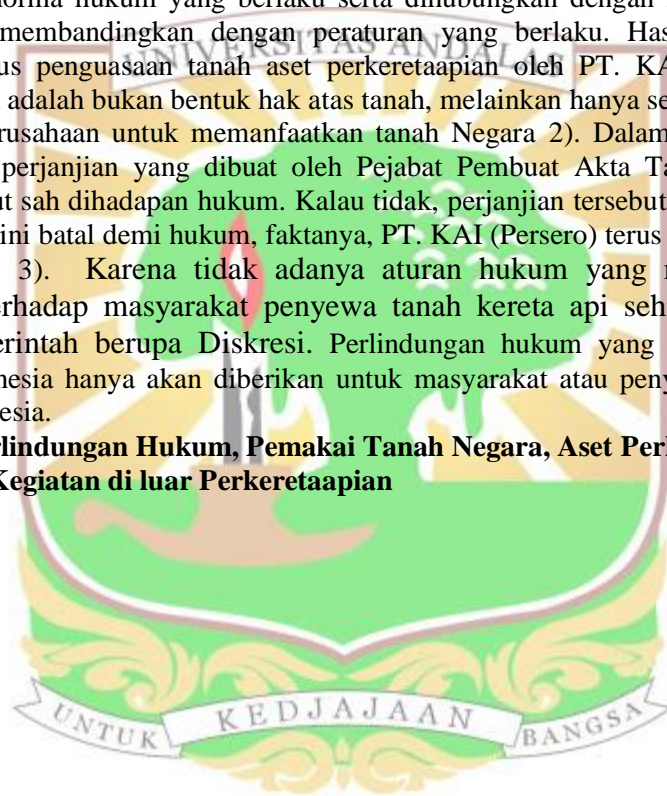 norma hukum yang berlaku serta dihubungkan dengan
membandingkan dengan peraturan yang berlaku. Has
us penguasaan tanah aset perkeretaapian oleh PT. KA
adalah bukan bentuk hak atas tanah, melainkan hanya se
rusahaan untuk memanfaatkan tanah Negara 2). Dalam
perjanjian yang dibuat oleh Pejabat Pembuat Akta Ta
ut sah dihadapan hukum. Kalau tidak, perjanjian tersebut
ini batal demi hukum, faktanya, PT. KAI (Persero) terus
3). Karena tidak adanya aturan hukum yang
erhadap masyarakat penyewa tanah kereta api seh
erintah berupa Diskresi. Perlindungan hukum yang
nesia hanya akan diberikan untuk masyarakat atau peny
esia.
rlindungan Hukum, Pemakai Tanah Negara, Aset Perk
Kegiatan di luar Perkeretaapian
UNIVERSITAS ANDALAS
UNTUK KEDJAJAAN BANGSA